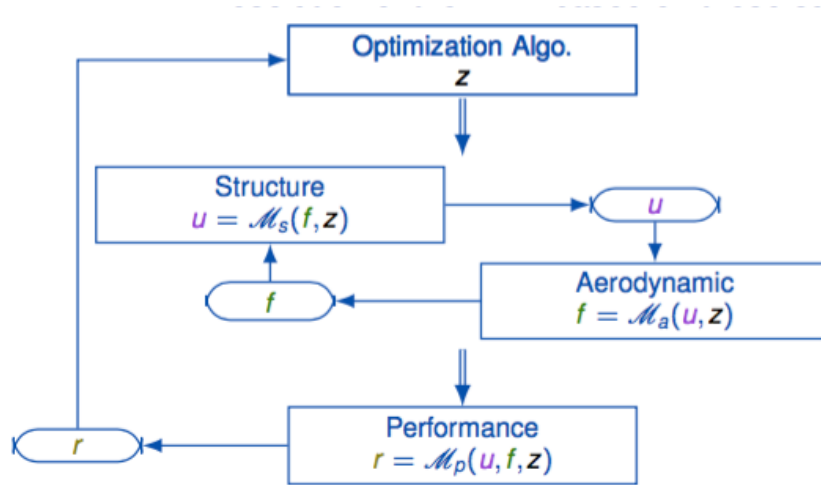 Optimization Algo.
z
Structure
u = ℳs(f,z)
u
Aerodynamic
f = ℳa(u,z)
f
Performance
r = ℳp(u,f,z)
r